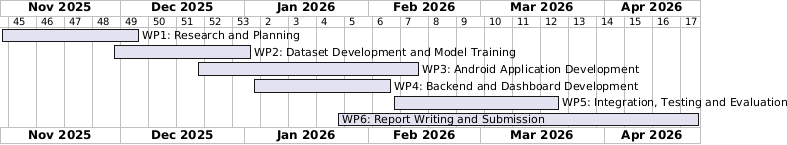 Nov 2025 Dec 2025 Jan 2026 Feb 2026 Mar 2026 Apr 2026
45 46 47 48 49 50 51 52 53 2 3 4 5 6 7 8 9 10 11 12 13 14 15 16 17
WP1: Research and Planning
WP2: Dataset Development and Model Training
WP3: Android Application Development
WP4: Backend and Dashboard Development
WP5: Integration, Testing and Evaluation
WP6: Report Writing and Submission
Nov 2025 Dec 2025 Jan 2026 Feb 2026 Mar 2026 Apr 2026